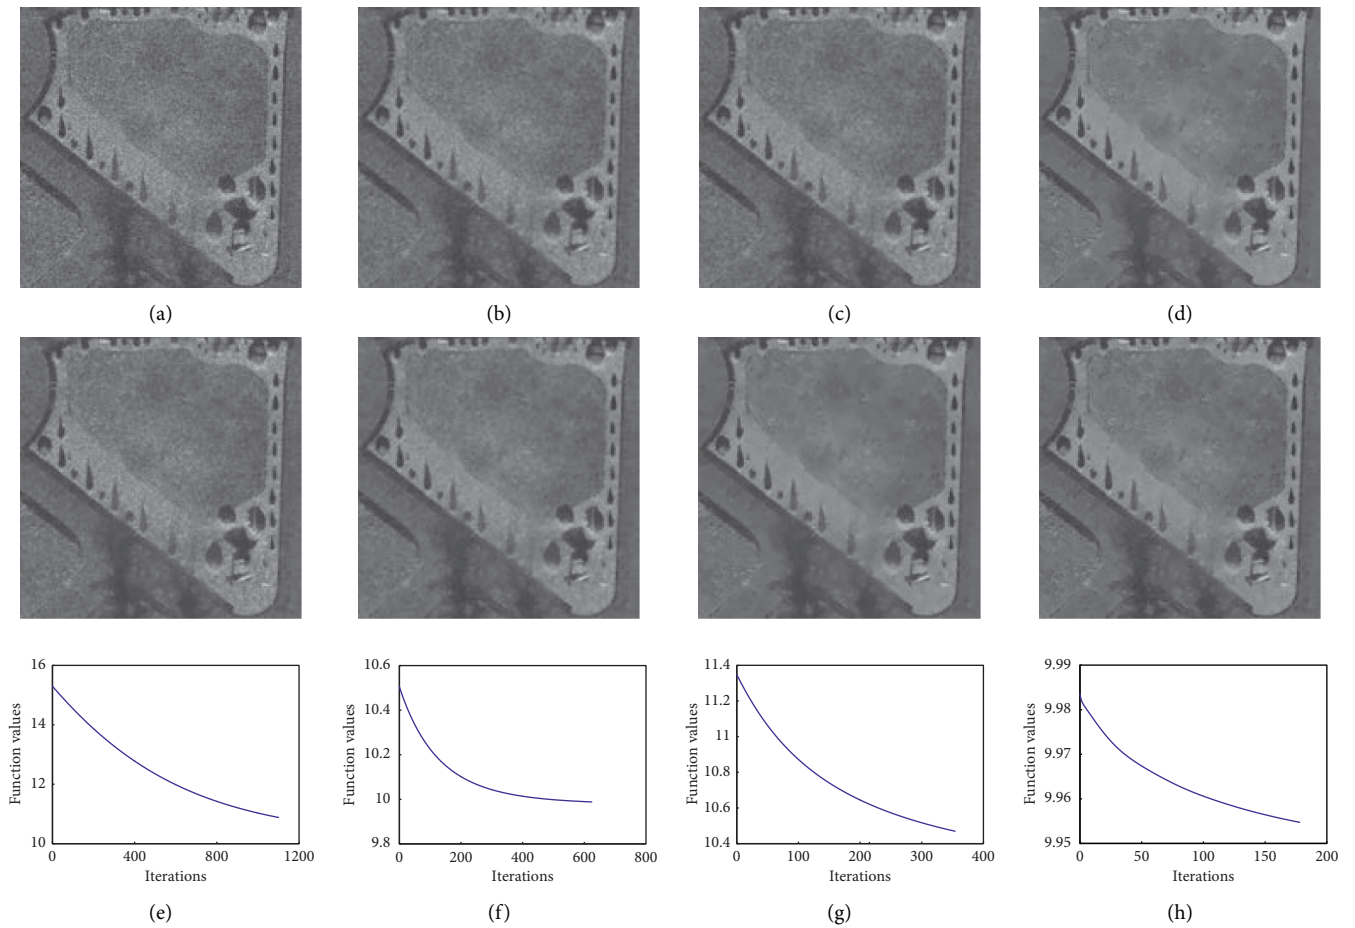 (a)
(b)
(c)
(d)
16
14
12
10
0
400
800
1200
Function values
Iterations
(e)
10.6
10.4
10.2
10
9.8
0
200
400
600
800
Function values
Iterations
(f)
11.4
11.2
11
10.8
10.6
10.4
0
100
200
300
400
Function values
Iterations
(g)
9.99
9.98
9.97
9.96
9.95
0
50
100
150
200
Function values
Iterations
(h)